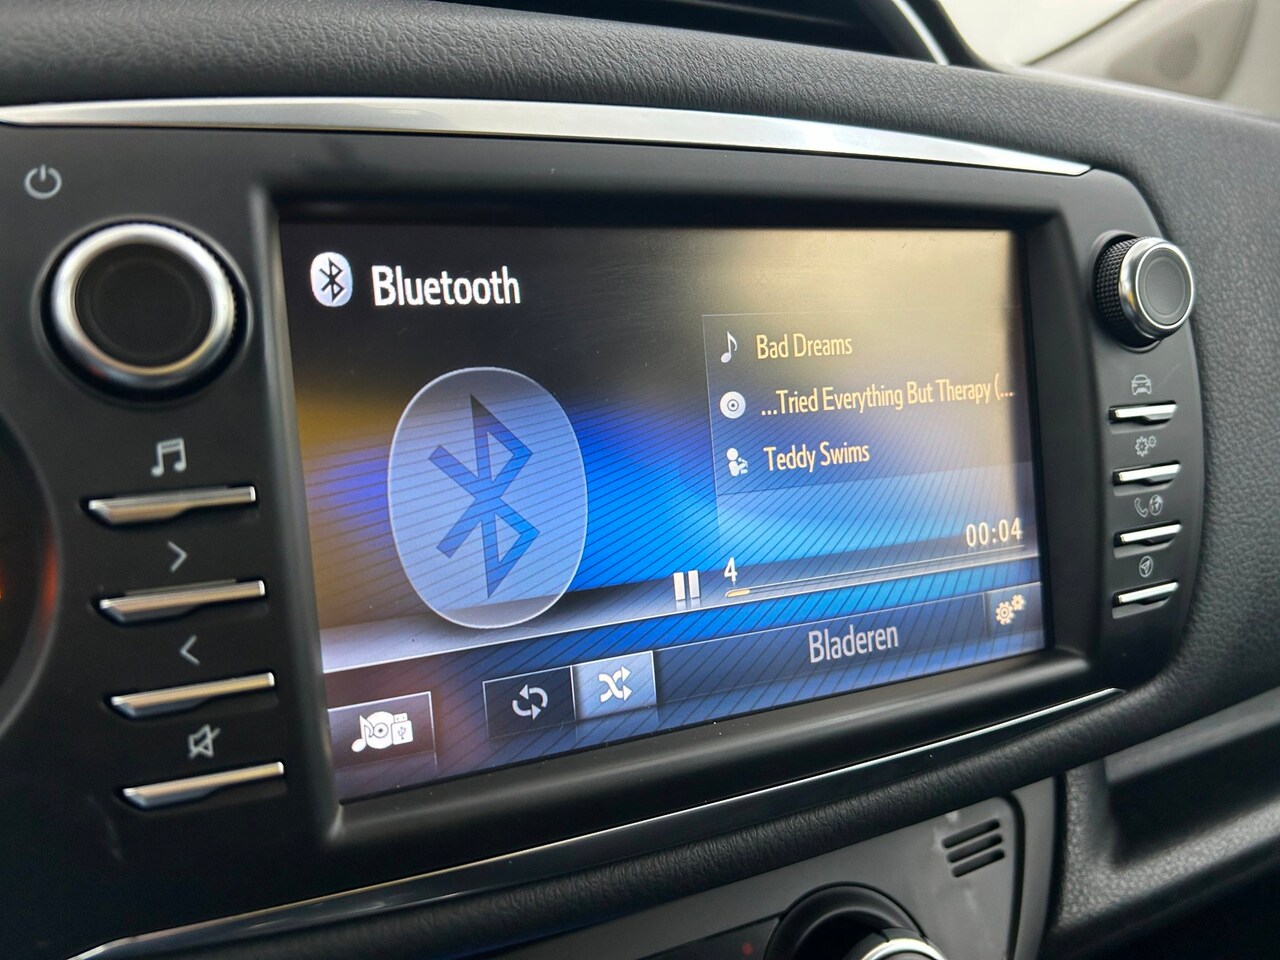 Bluetooth
Bad Dreams
...Tried Everything But Therapy (...
Teddy Swims
00:04
4
Bladeren